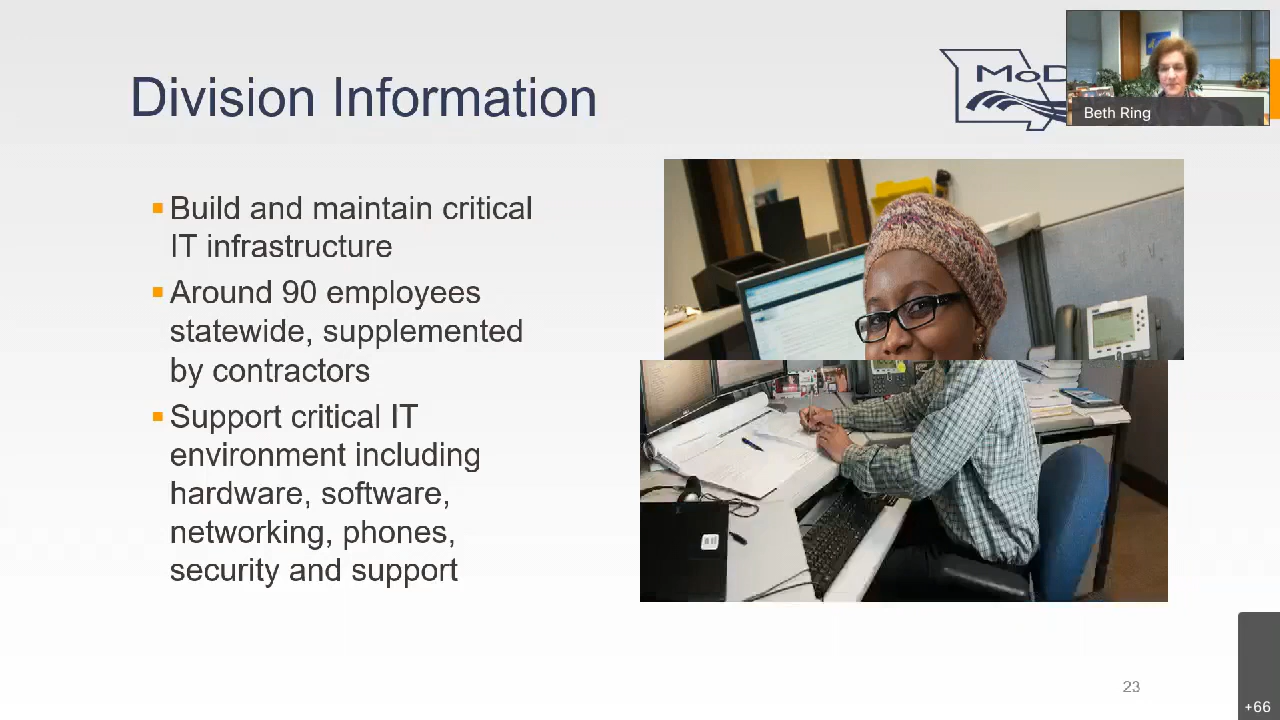 Division Information
MoD
Beth Ring
Build and maintain critical
IT infrastructure
Around 90 employees
statewide, supplemented
by contractors
Support critical IT
environment including
hardware, software,
networking, phones,
security and support
23
+66